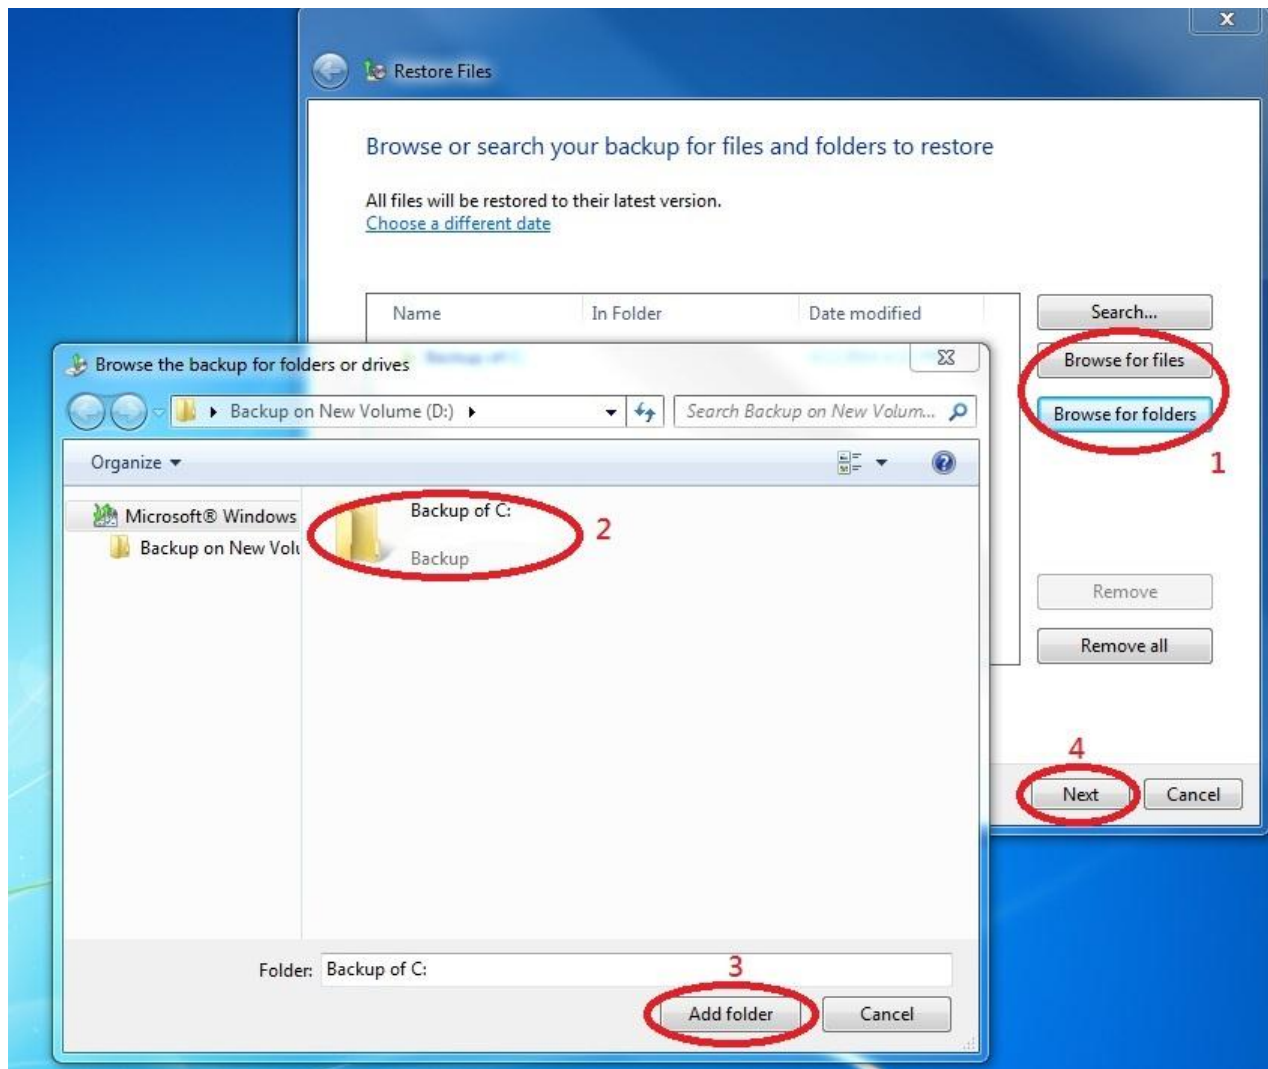 X
Restore Files
Browse or search your backup for files and folders to restore
All files will be restored to their latest version.
Choose a different date
Name In Folder Date modified
Search...
Browse for files
Browse for folders
1
Remove
Remove all
4
Next Cancel
Browse the backup for folders or drives
Backup on New Volume (D:)
Search Backup on New Volum...
Organize
Microsoft® Windows
Backup on New Volu
Backup of C:
Backup
2
Folder: Backup of C:
3
Add folder Cancel